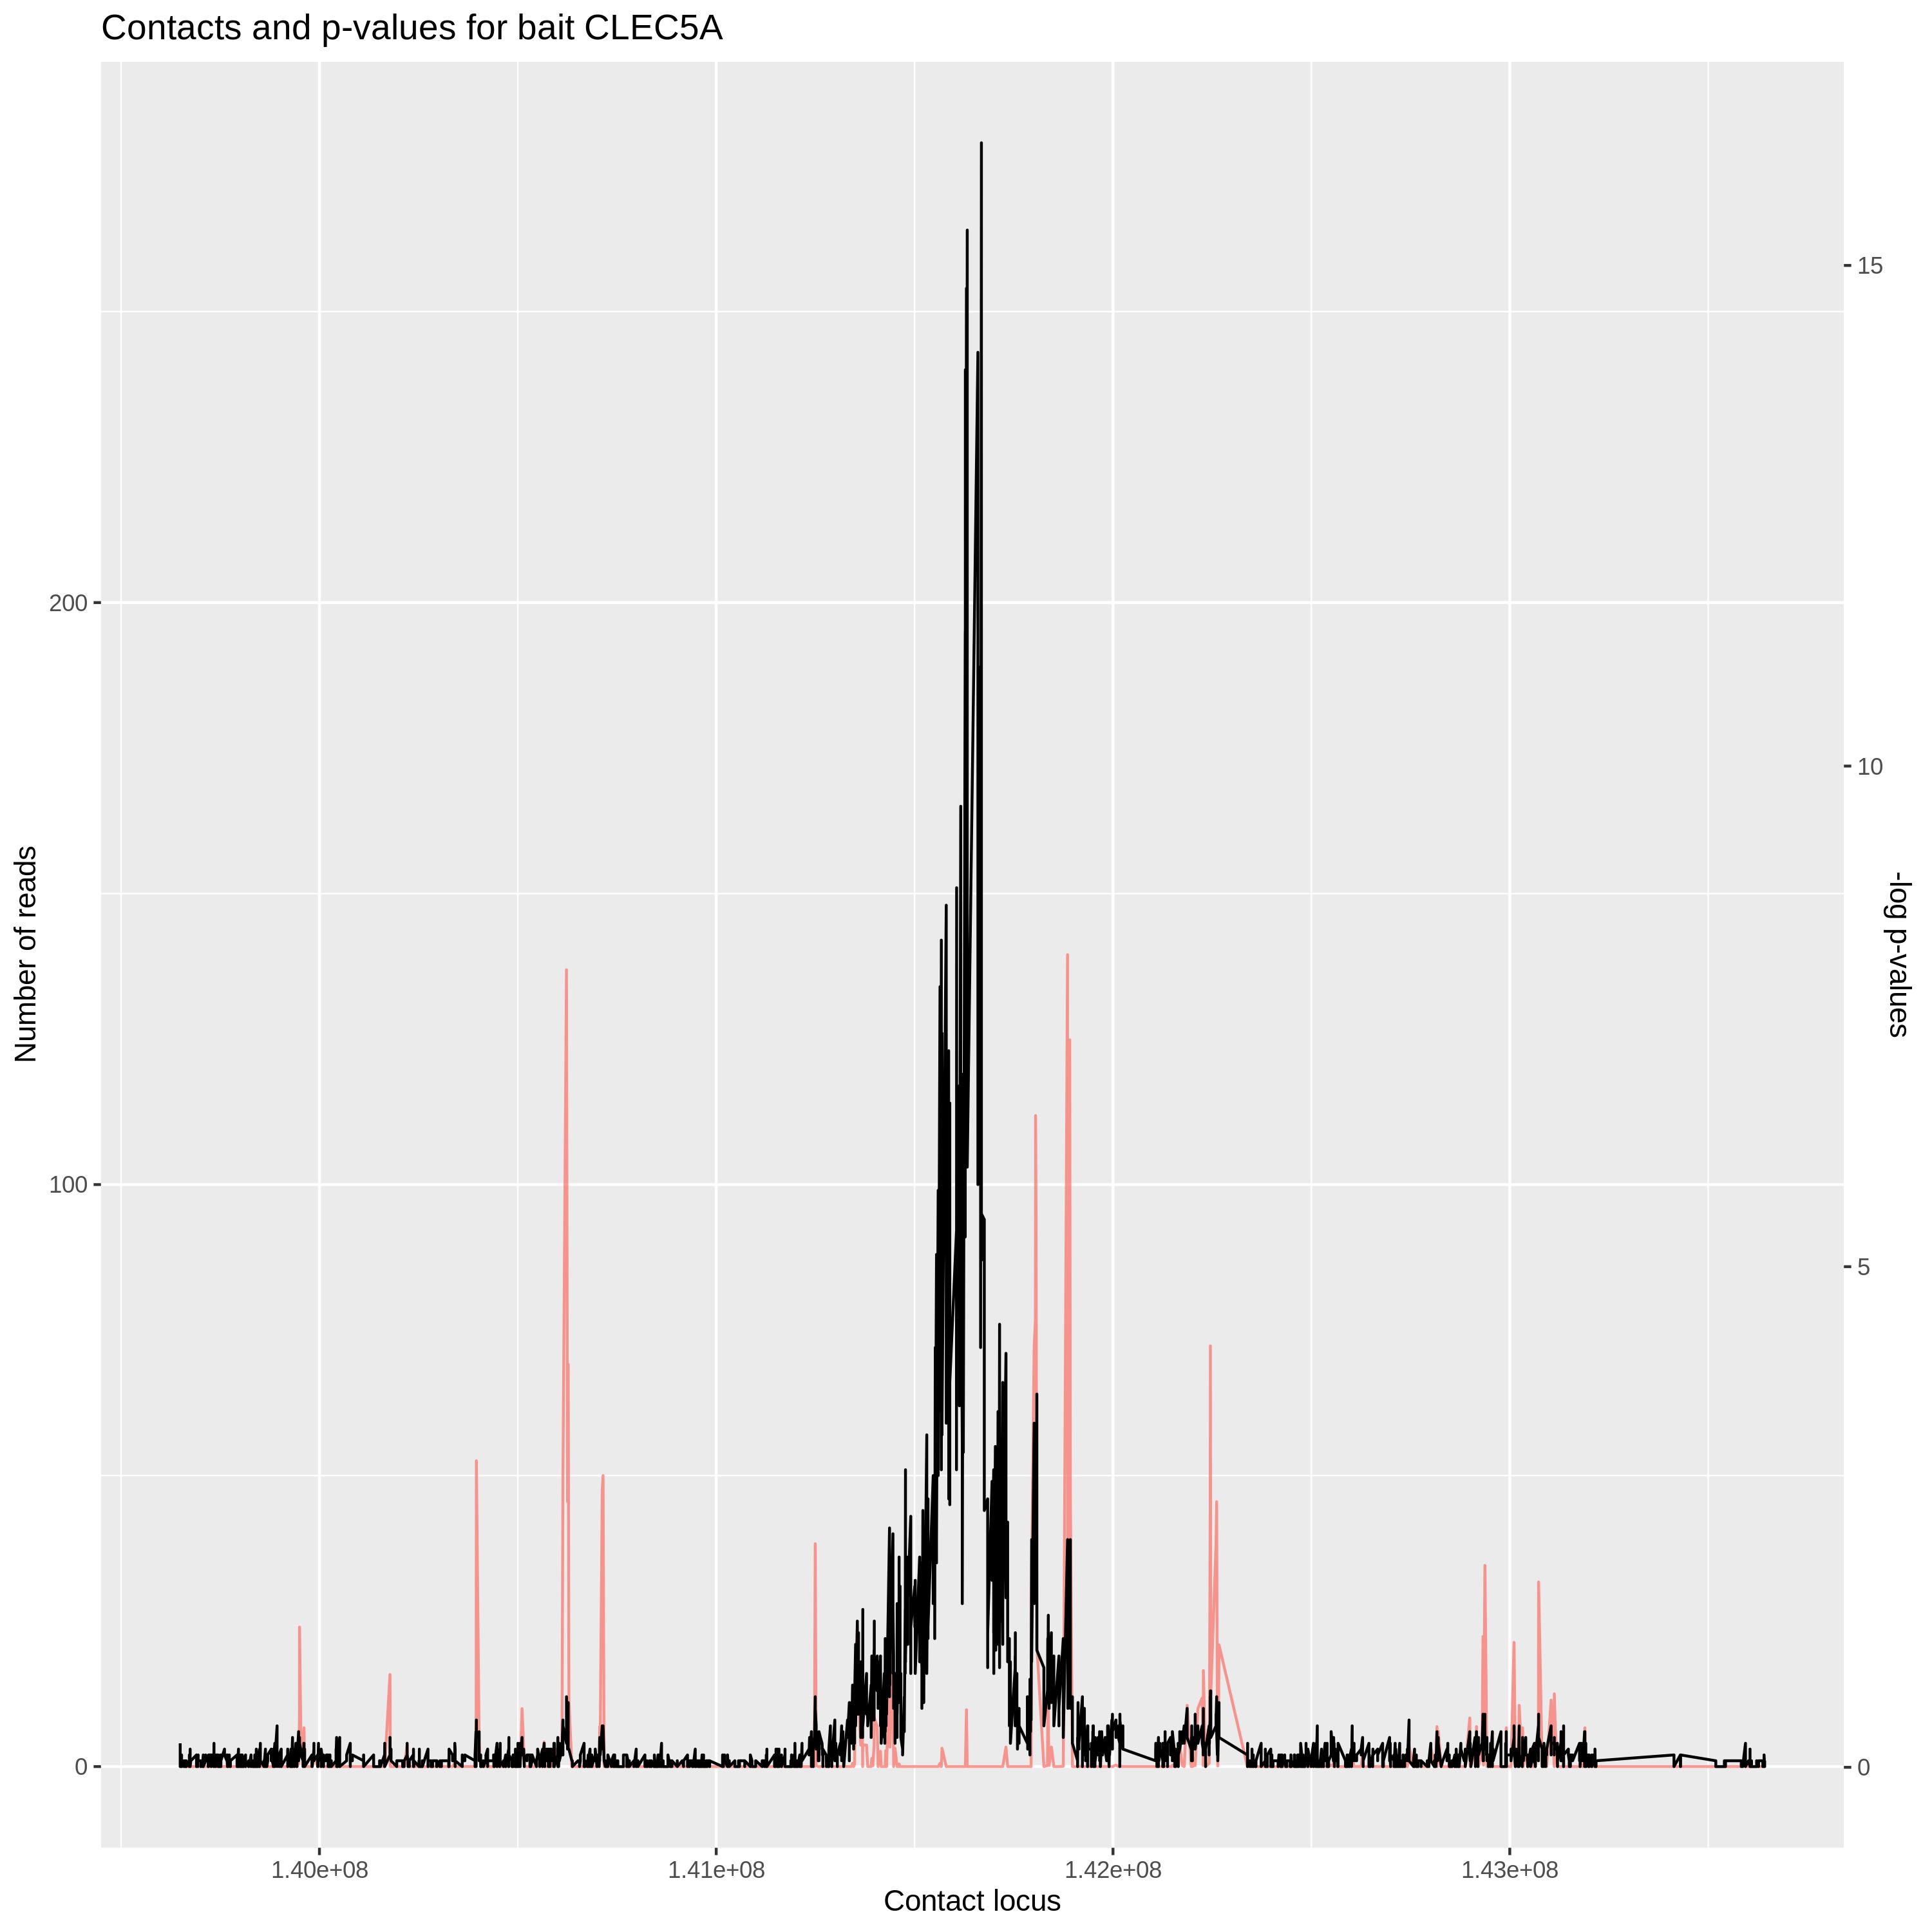 Contacts and p-values for bait CLEC5A
Number of reads
200
100
0
15
10
5
0
-log p-values
1.40e+08 1.41e+08 1.42e+08 1.43e+08
Contact locus